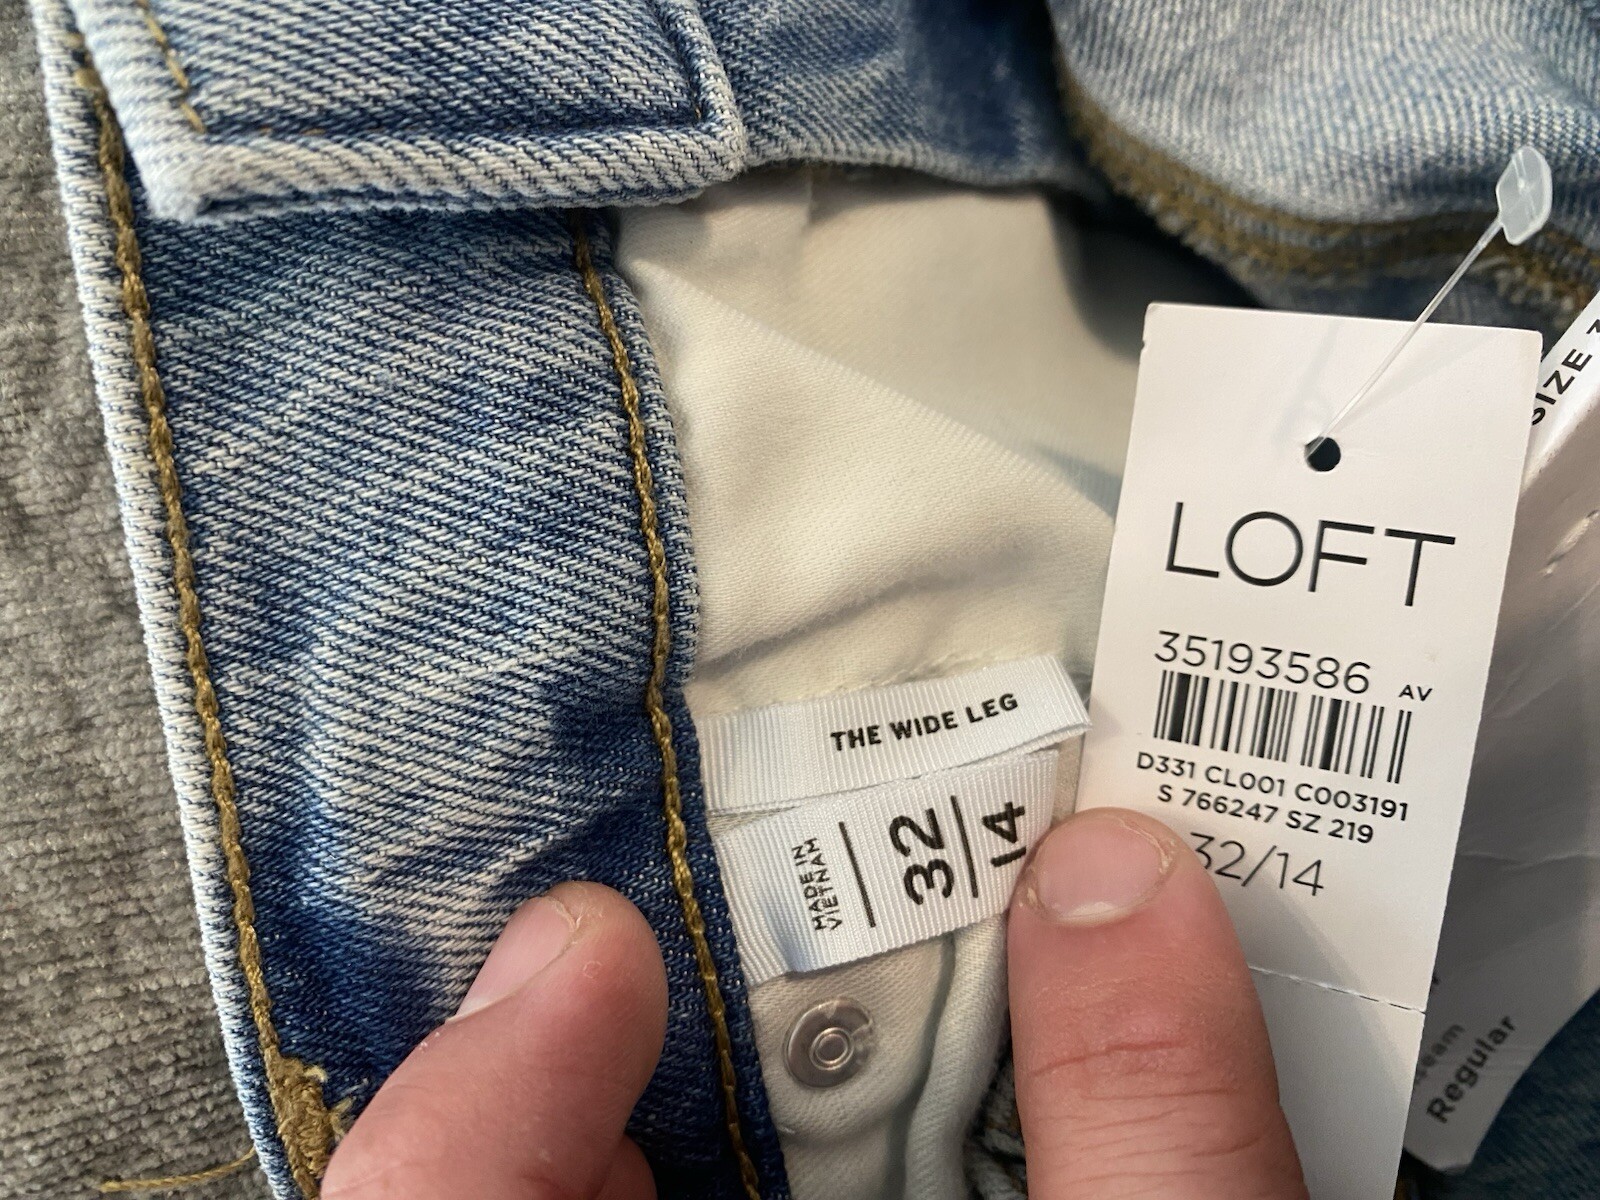 LOFT
35193586 AV
D331 CL001 C003191
S 766247 SZ 219
32/14
THE WIDE LEG
32
14
MADE IN
VIETNAM
SIZE
Regular